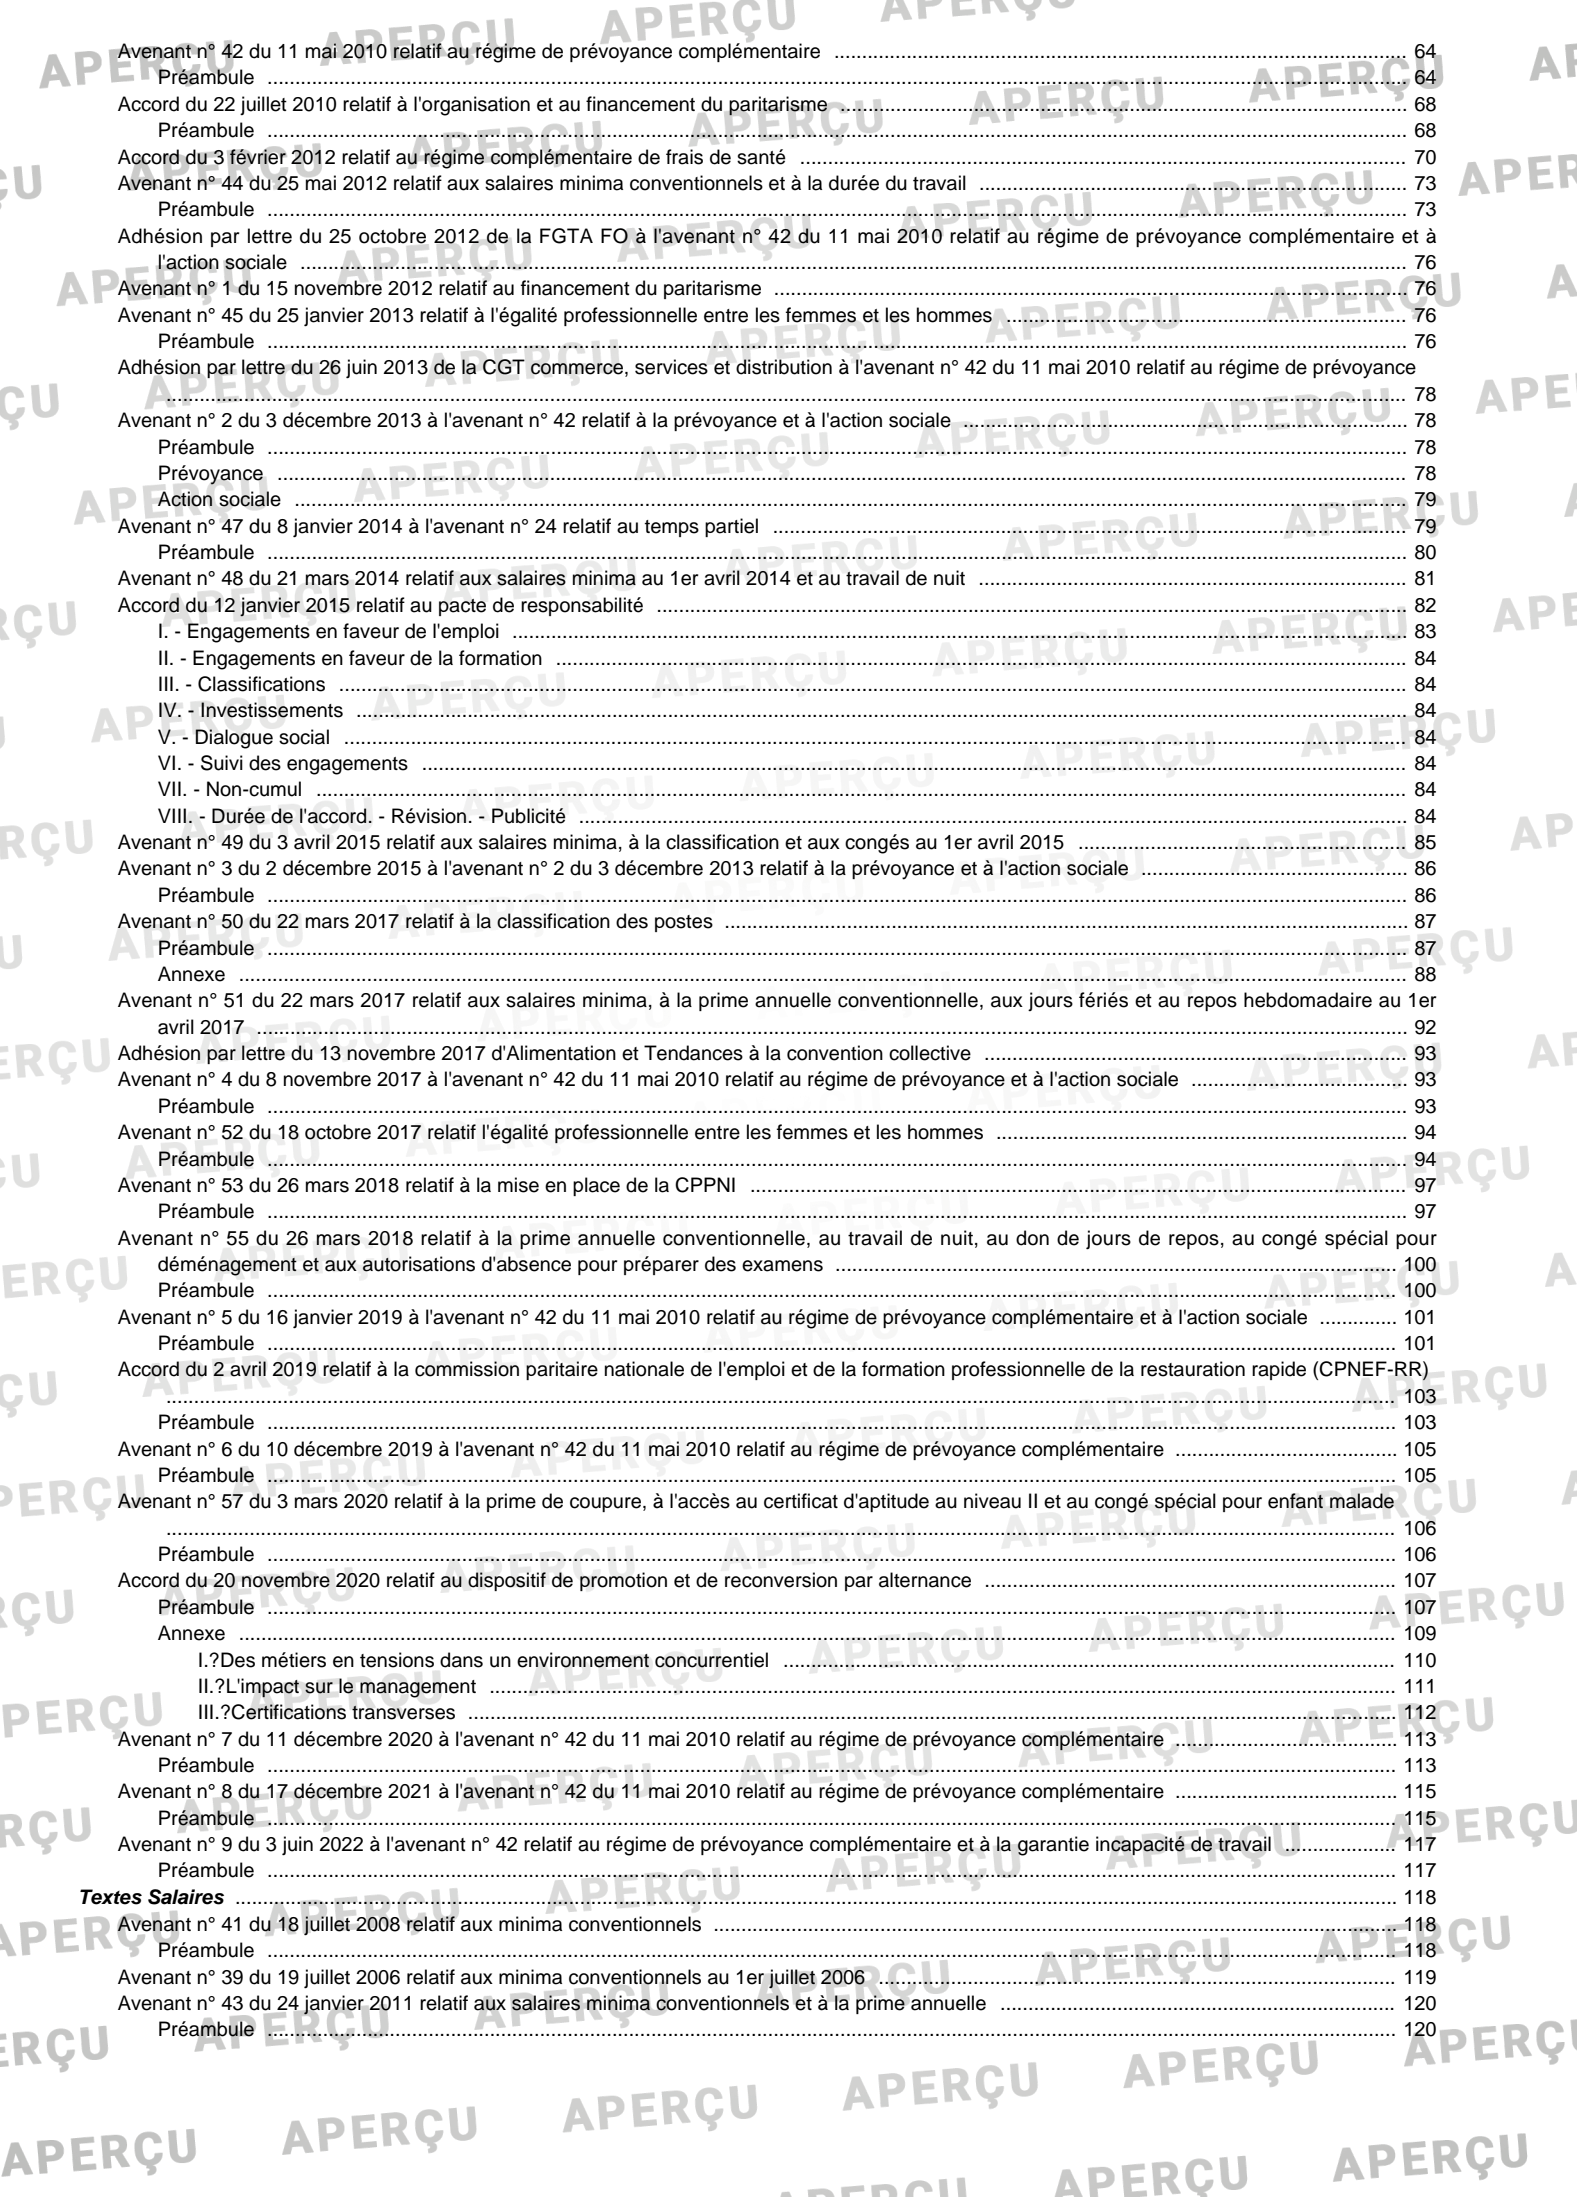 Avenant n° 42 du 11 mai 2010 relatif au régime de prévoyance complémentaire ........ 64
Préambule ........ 64
Accord du 22 juillet 2010 relatif à l'organisation et au financement du paritarisme ........ 68
Préambule ........ 68
Accord du 3 février 2012 relatif au régime complémentaire de frais de santé ........ 70
Avenant n° 44 du 25 mai 2012 relatif aux salaires minima conventionnels et à la durée du travail ........ 73
Préambule ........ 73
Adhésion par lettre du 25 octobre 2012 de la FGTA FO à l'avenant n° 42 du 11 mai 2010 relatif au régime de prévoyance complémentaire et à
l'action sociale ........ 76
Avenant n° 1 du 15 novembre 2012 relatif au financement du paritarisme ........ 76
Avenant n° 45 du 25 janvier 2013 relatif à l'égalité professionnelle entre les femmes et les hommes ........ 76
Préambule ........ 76
Adhésion par lettre du 26 juin 2013 de la CGT commerce, services et distribution à l'avenant n° 42 du 11 mai 2010 relatif au régime de prévoyance
........ 78
Avenant n° 2 du 3 décembre 2013 à l'avenant n° 42 relatif à la prévoyance et à l'action sociale ........ 78
Préambule ........ 78
Prévoyance ........ 78
Action sociale ........ 79
Avenant n° 47 du 8 janvier 2014 à l'avenant n° 24 relatif au temps partiel ........ 79
Préambule ........ 80
Avenant n° 48 du 21 mars 2014 relatif aux salaires minima au 1er avril 2014 et au travail de nuit ........ 81
Accord du 12 janvier 2015 relatif au pacte de responsabilité ........ 82
I. - Engagements en faveur de l'emploi ........ 83
II. - Engagements en faveur de la formation ........ 84
III. - Classifications ........ 84
IV. - Investissements ........ 84
V. - Dialogue social ........ 84
VI. - Suivi des engagements ........ 84
VII. - Non-cumul ........ 84
VIII. - Durée de l'accord. - Révision. - Publicité ........ 84
Avenant n° 49 du 3 avril 2015 relatif aux salaires minima, à la classification et aux congés au 1er avril 2015 ........ 85
Avenant n° 3 du 2 décembre 2015 à l'avenant n° 2 du 3 décembre 2013 relatif à la prévoyance et à l'action sociale ........ 86
Préambule ........ 86
Avenant n° 50 du 22 mars 2017 relatif à la classification des postes ........ 87
Préambule ........ 87
Annexe ........ 88
Avenant n° 51 du 22 mars 2017 relatif aux salaires minima, à la prime annuelle conventionnelle, aux jours fériés et au repos hebdomadaire au 1er
avril 2017 ........ 92
Adhésion par lettre du 13 novembre 2017 d'Alimentation et Tendances à la convention collective ........ 93
Avenant n° 4 du 8 novembre 2017 à l'avenant n° 42 du 11 mai 2010 relatif au régime de prévoyance et à l'action sociale ........ 93
Préambule ........ 93
Avenant n° 52 du 18 octobre 2017 relatif l'égalité professionnelle entre les femmes et les hommes ........ 94
Préambule ........ 94
Avenant n° 53 du 26 mars 2018 relatif à la mise en place de la CPPNI ........ 97
Préambule ........ 97
Avenant n° 55 du 26 mars 2018 relatif à la prime annuelle conventionnelle, au travail de nuit, au don de jours de repos, au congé spécial pour
déménagement et aux autorisations d'absence pour préparer des examens ........ 100
Préambule ........ 100
Avenant n° 5 du 16 janvier 2019 à l'avenant n° 42 du 11 mai 2010 relatif au régime de prévoyance complémentaire et à l'action sociale ........ 101
Préambule ........ 101
Accord du 2 avril 2019 relatif à la commission paritaire nationale de l'emploi et de la formation professionnelle de la restauration rapide (CPNEF-RR)
........ 103
Préambule ........ 103
Avenant n° 6 du 10 décembre 2019 à l'avenant n° 42 du 11 mai 2010 relatif au régime de prévoyance complémentaire ........ 105
Préambule ........ 105
Avenant n° 57 du 3 mars 2020 relatif à la prime de coupure, à l'accès au certificat d'aptitude au niveau II et au congé spécial pour enfant malade
........ 106
Préambule ........ 106
Accord du 20 novembre 2020 relatif au dispositif de promotion et de reconversion par alternance ........ 107
Préambule ........ 107
Annexe ........ 109
I.?Des métiers en tensions dans un environnement concurrentiel ........ 110
II.?L'impact sur le management ........ 111
III.?Certifications transverses ........ 112
Avenant n° 7 du 11 décembre 2020 à l'avenant n° 42 du 11 mai 2010 relatif au régime de prévoyance complémentaire ........ 113
Préambule ........ 113
Avenant n° 8 du 17 décembre 2021 à l'avenant n° 42 du 11 mai 2010 relatif au régime de prévoyance complémentaire ........ 115
Préambule ........ 115
Avenant n° 9 du 3 juin 2022 à l'avenant n° 42 relatif au régime de prévoyance complémentaire et à la garantie incapacité de travail ........ 117
Préambule ........ 117
Textes Salaires ........ 118
Avenant n° 41 du 18 juillet 2008 relatif aux minima conventionnels ........ 118
Préambule ........ 118
Avenant n° 39 du 19 juillet 2006 relatif aux minima conventionnels au 1er juillet 2006 ........ 119
Avenant n° 43 du 24 janvier 2011 relatif aux salaires minima conventionnels et à la prime annuelle ........ 120
Préambule ........ 120
APERÇU